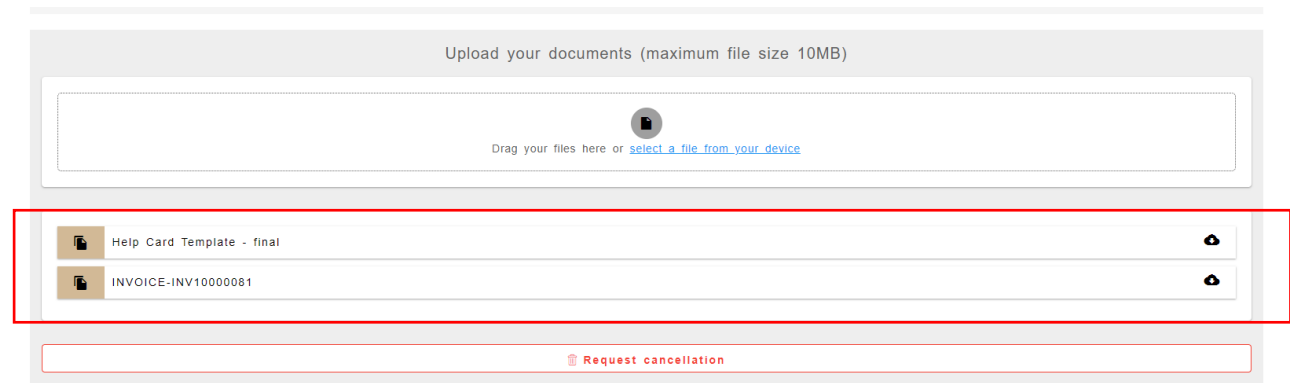 Upload your documents (maximum file size 10MB)
Drag your files here or select a file from your device
Help Card Template - final
INVOICE-INV10000081
Request cancellation